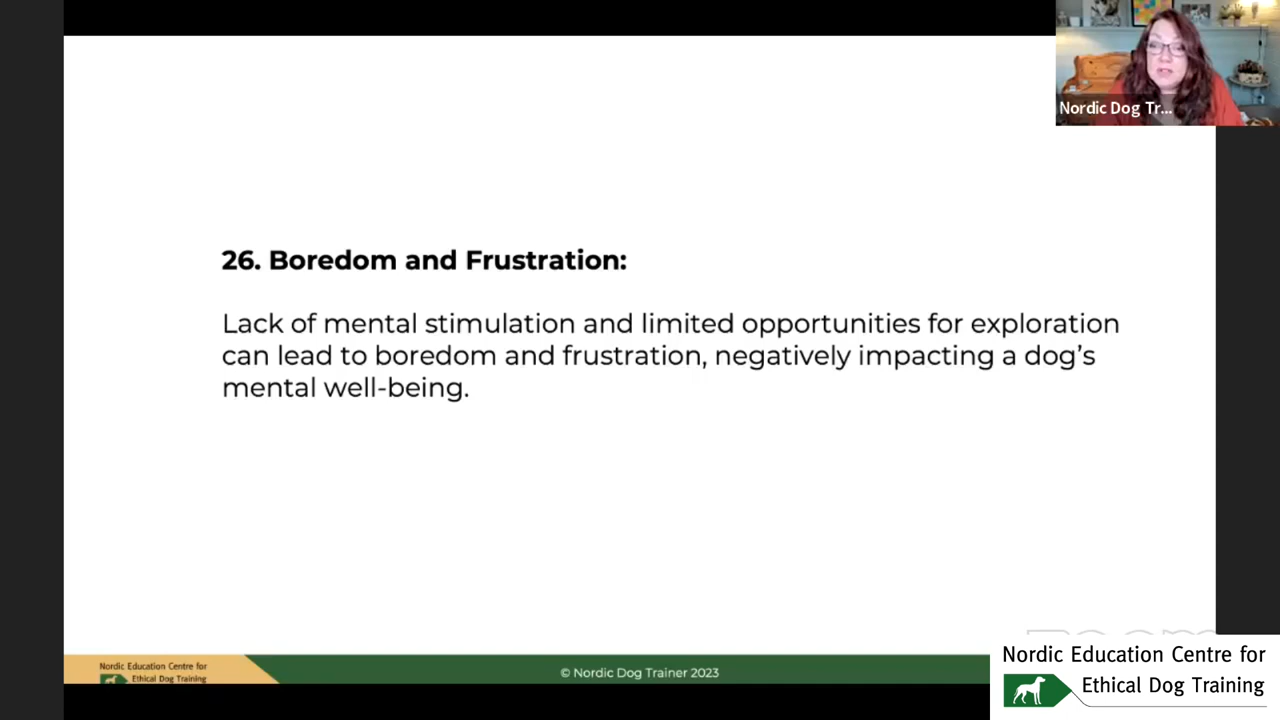 Nordic Dog Tr...
26. Boredom and Frustration:
Lack of mental stimulation and limited opportunities for exploration
can lead to boredom and frustration, negatively impacting a dog’s
mental well-being.
Nordic Education Centre for
Ethical Dog Training
© Nordic Dog Trainer 2023
zoom
Nordic Education Centre for
Ethical Dog Training